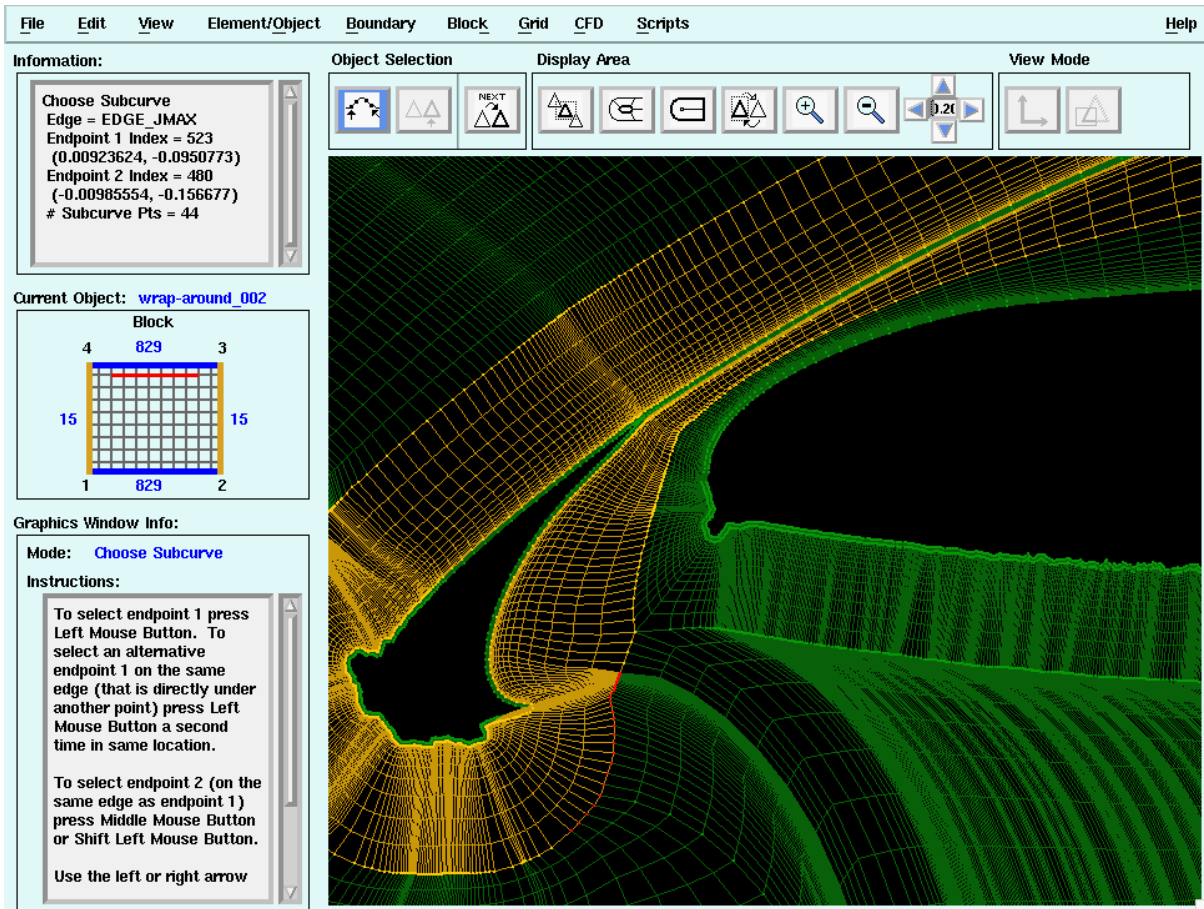 File Edit View Element/Object Boundary Block Grid CFD Scripts Help
Information:
Choose Subcurve
Edge = EDGE_JMAX
Endpoint 1 Index = 523
(0.00923624, -0.0950773)
Endpoint 2 Index = 480
(-0.00985554, -0.156677)
# Subcurve Pts = 44
Object Selection
NEXT
Display Area
0.20
View Mode
Current Object: wrap-around_002
Block
4 829 3
15 15
1 829 2
Graphics Window Info:
Mode: Choose Subcurve
Instructions:
To select endpoint 1 press
Left Mouse Button. To
select an alternative
endpoint 1 on the same
edge (that is directly under
another point) press Left
Mouse Button a second
time in same location.
To select endpoint 2 (on the
same edge as endpoint 1)
press Middle Mouse Button
or Shift Left Mouse Button.
Use the left or right arrow